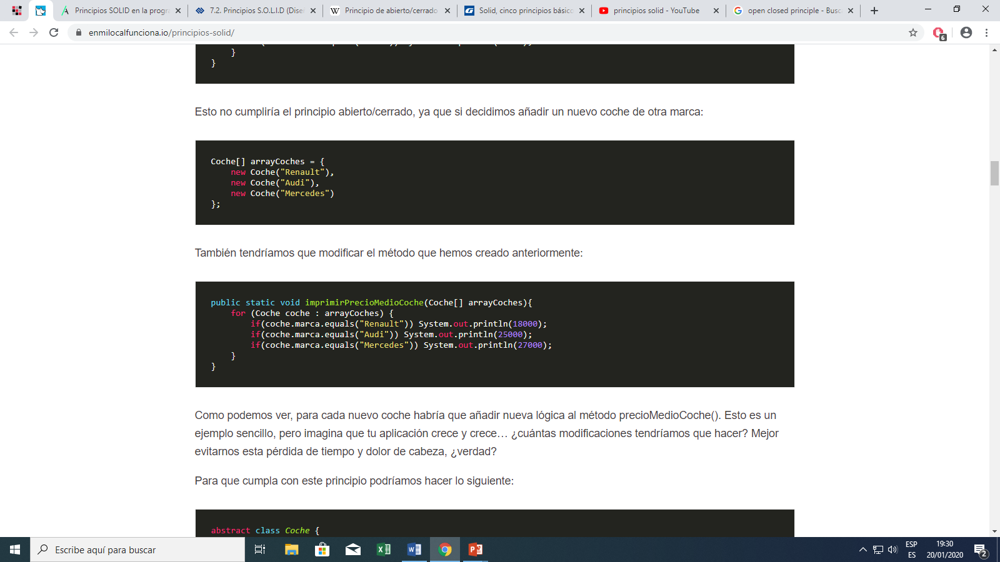 Principios SOLID en la progra
7.2. Principios S.O.L.I.D (Dise
Principio de abierto/cerrado
Solid, cinco principios básico
principios solid - YouTube
open closed principle - Busc
enmilocalfunciona.io/principios-solid/
6
}
}
Esto no cumpliría el principio abierto/cerrado, ya que si decidimos añadir un nuevo coche de otra marca:
Coche[] arrayCoches = {
new Coche("Renault"),
new Coche("Audi"),
new Coche("Mercedes")
};
También tendríamos que modificar el método que hemos creado anteriormente:
public static void imprimirPrecioMedioCoche(Coche[] arrayCoches){
for (Coche coche : arrayCoches) {
if(coche.marca.equals("Renault")) System.out.println(18000);
if(coche.marca.equals("Audi")) System.out.println(25000);
if(coche.marca.equals("Mercedes")) System.out.println(27000);
}
}
Como podemos ver, para cada nuevo coche habría que añadir nueva lógica al método precioMedioCoche(). Esto es un
ejemplo sencillo, pero imagina que tu aplicación crece y crece… ¿cuántas modificaciones tendríamos que hacer? Mejor
evitarnos esta pérdida de tiempo y dolor de cabeza, ¿verdad?
Para que cumpla con este principio podríamos hacer lo siguiente:
abstract class Coche {
Escribe aquí para buscar
ESP
ES
19:30
20/01/2020
2